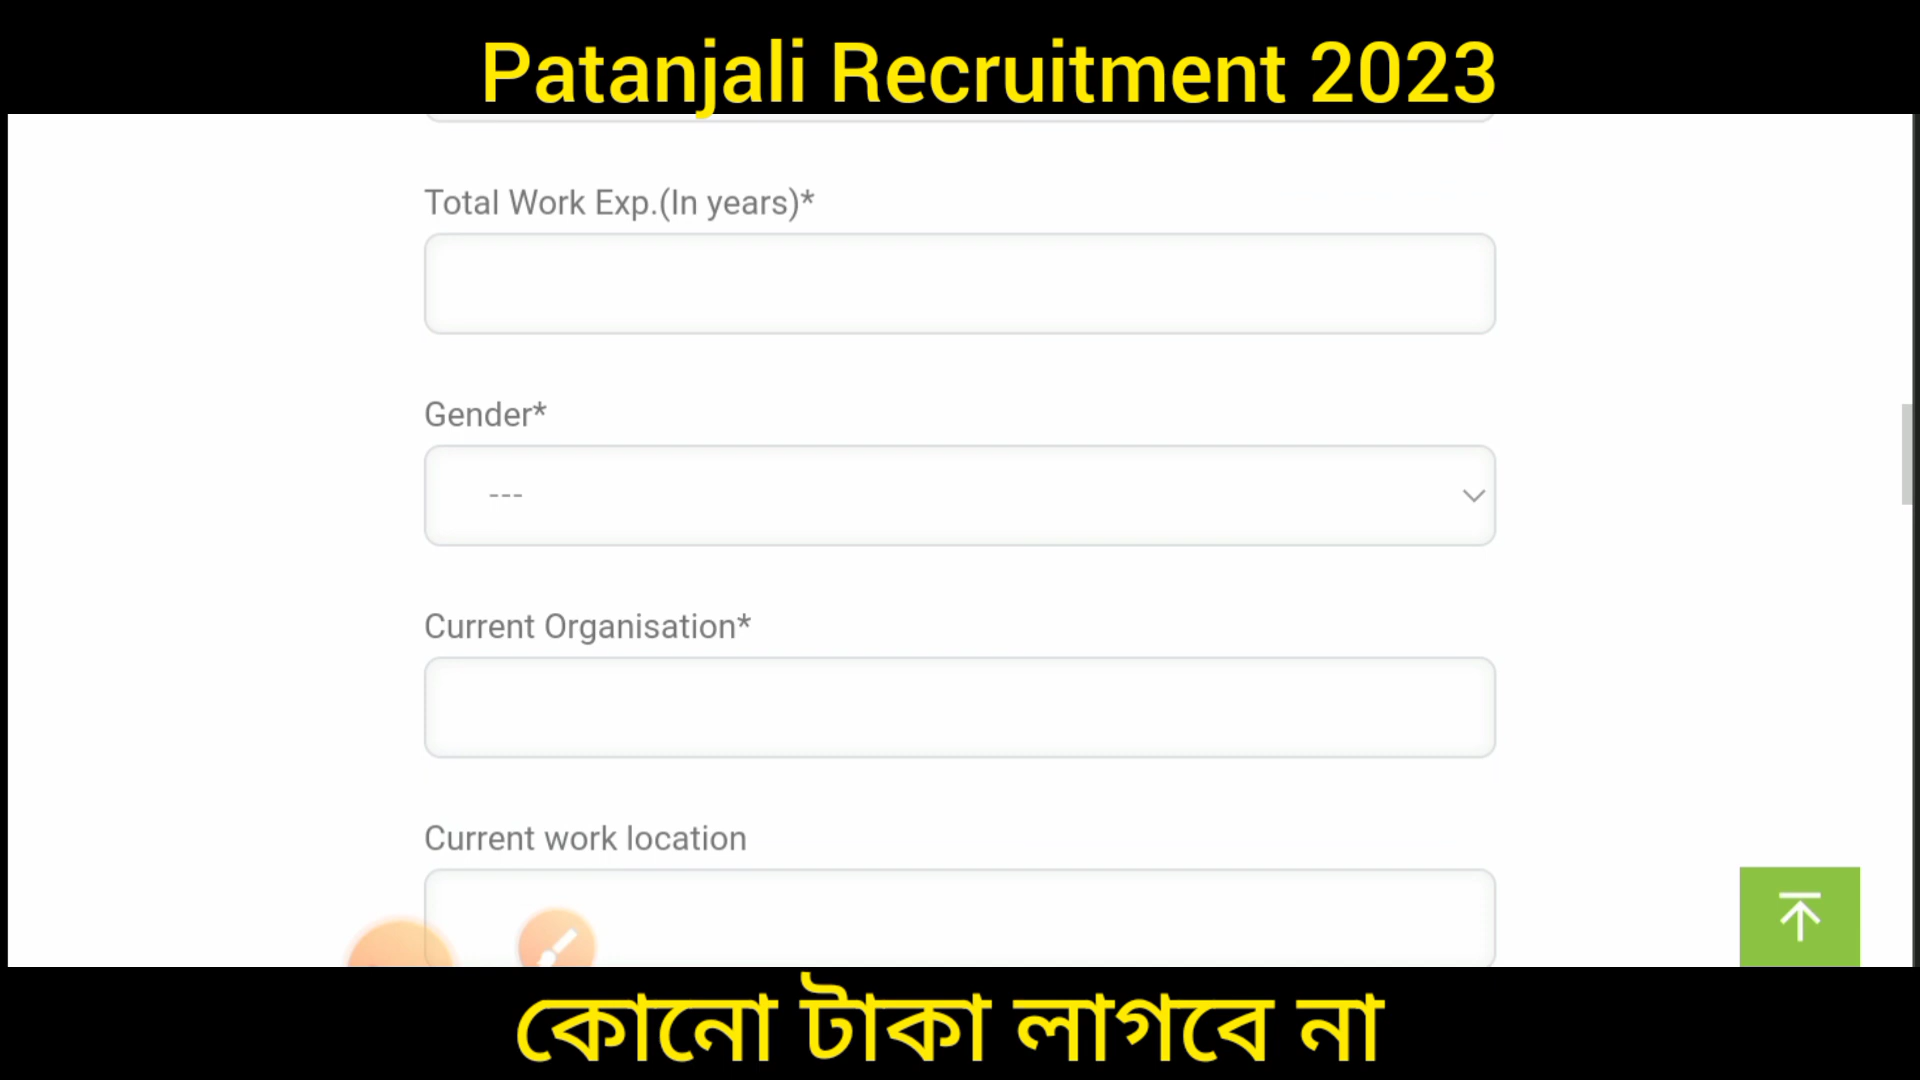 Patanjali Recruitment 2023
Total Work Exp.(In years)*
Gender*
---
Current Organisation*
Current work location
কোনো টাকা লাগবে না